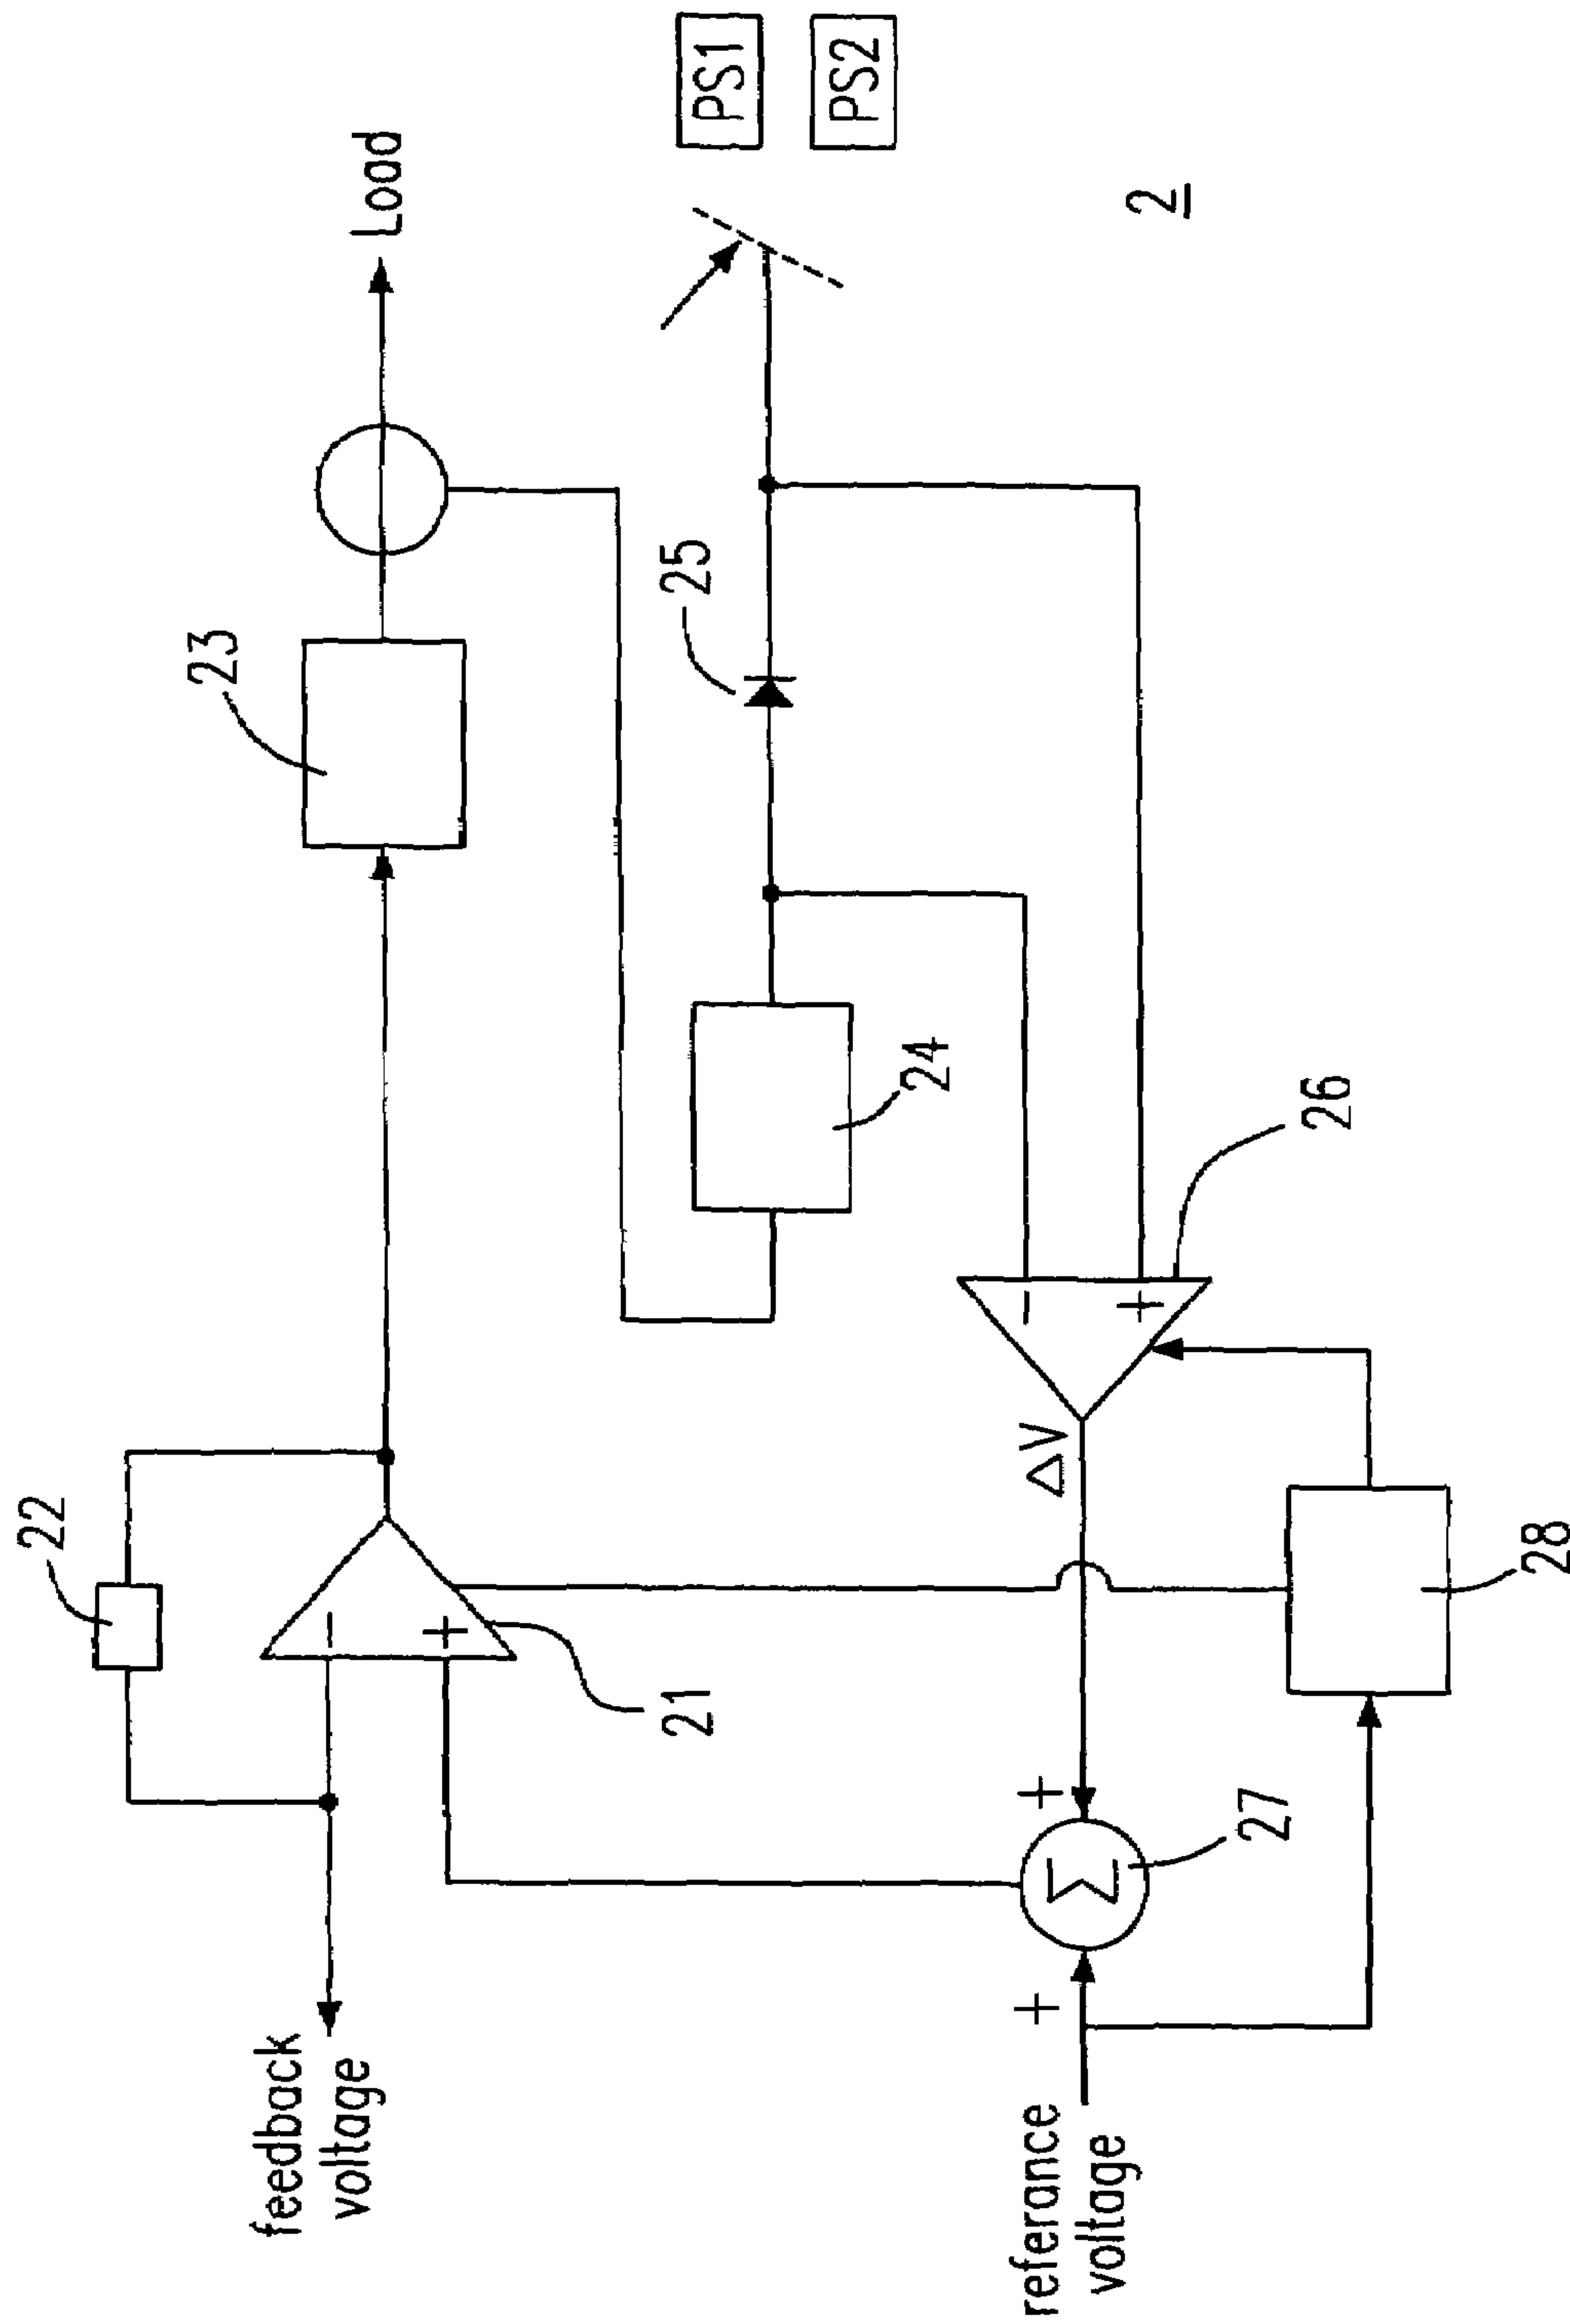 22
feedback
voltage
−
+
21
23
Load
25
24
PS1
PS2
ΔV
−
+
26
+
Σ
+
27
referance
voltage
28
2